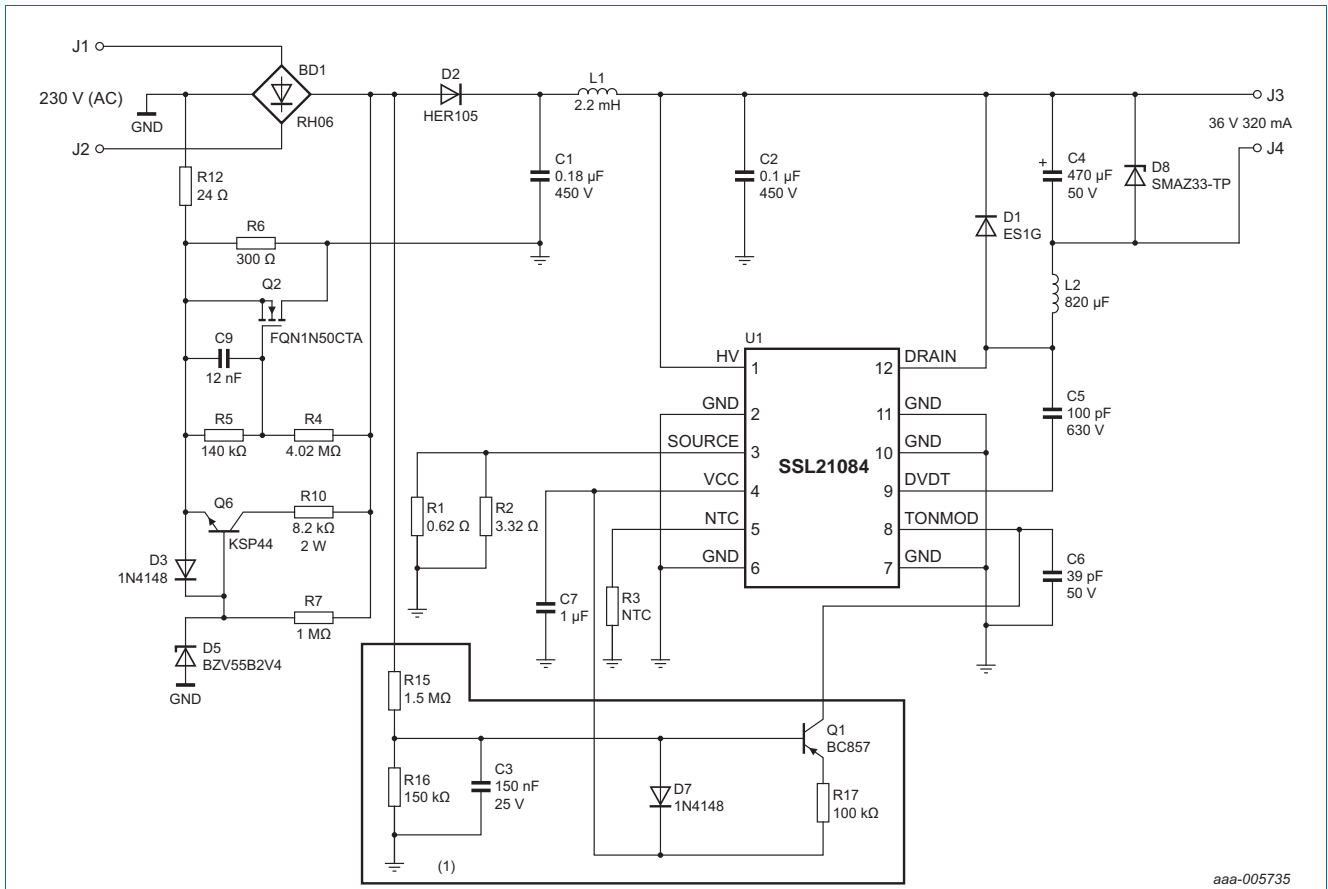 J1
BD1
D2
L1
230 V (AC)
GND
RH06
HER105
2.2 mH
J3
J2
36 V 320 mA
J4
R12
24 Ω
C1
0.18 µF
450 V
C2
0.1 µF
450 V
+
C4
470 µF
50 V
D8
SMAZ33-TP
R6
300 Ω
D1
ES1G
Q2
FQN1N50CTA
L2
820 µF
C9
12 nF
U1
HV
1
12
DRAIN
GND
2
11
GND
C5
100 pF
630 V
R5
140 kΩ
R4
4.02 MΩ
SOURCE
3
SSL21084
10
GND
VCC
4
9
DVDT
Q6
KSP44
R10
8.2 kΩ
2 W
R1
0.62 Ω
R2
3.32 Ω
NTC
5
8
TONMOD
GND
6
7
GND
C6
39 pF
50 V
D3
1N4148
R7
1 MΩ
C7
1 µF
R3
NTC
D5
BZV55B2V4
GND
R15
1.5 MΩ
Q1
BC857
R16
150 kΩ
C3
150 nF
25 V
D7
1N4148
R17
100 kΩ
(1)
aaa-005735